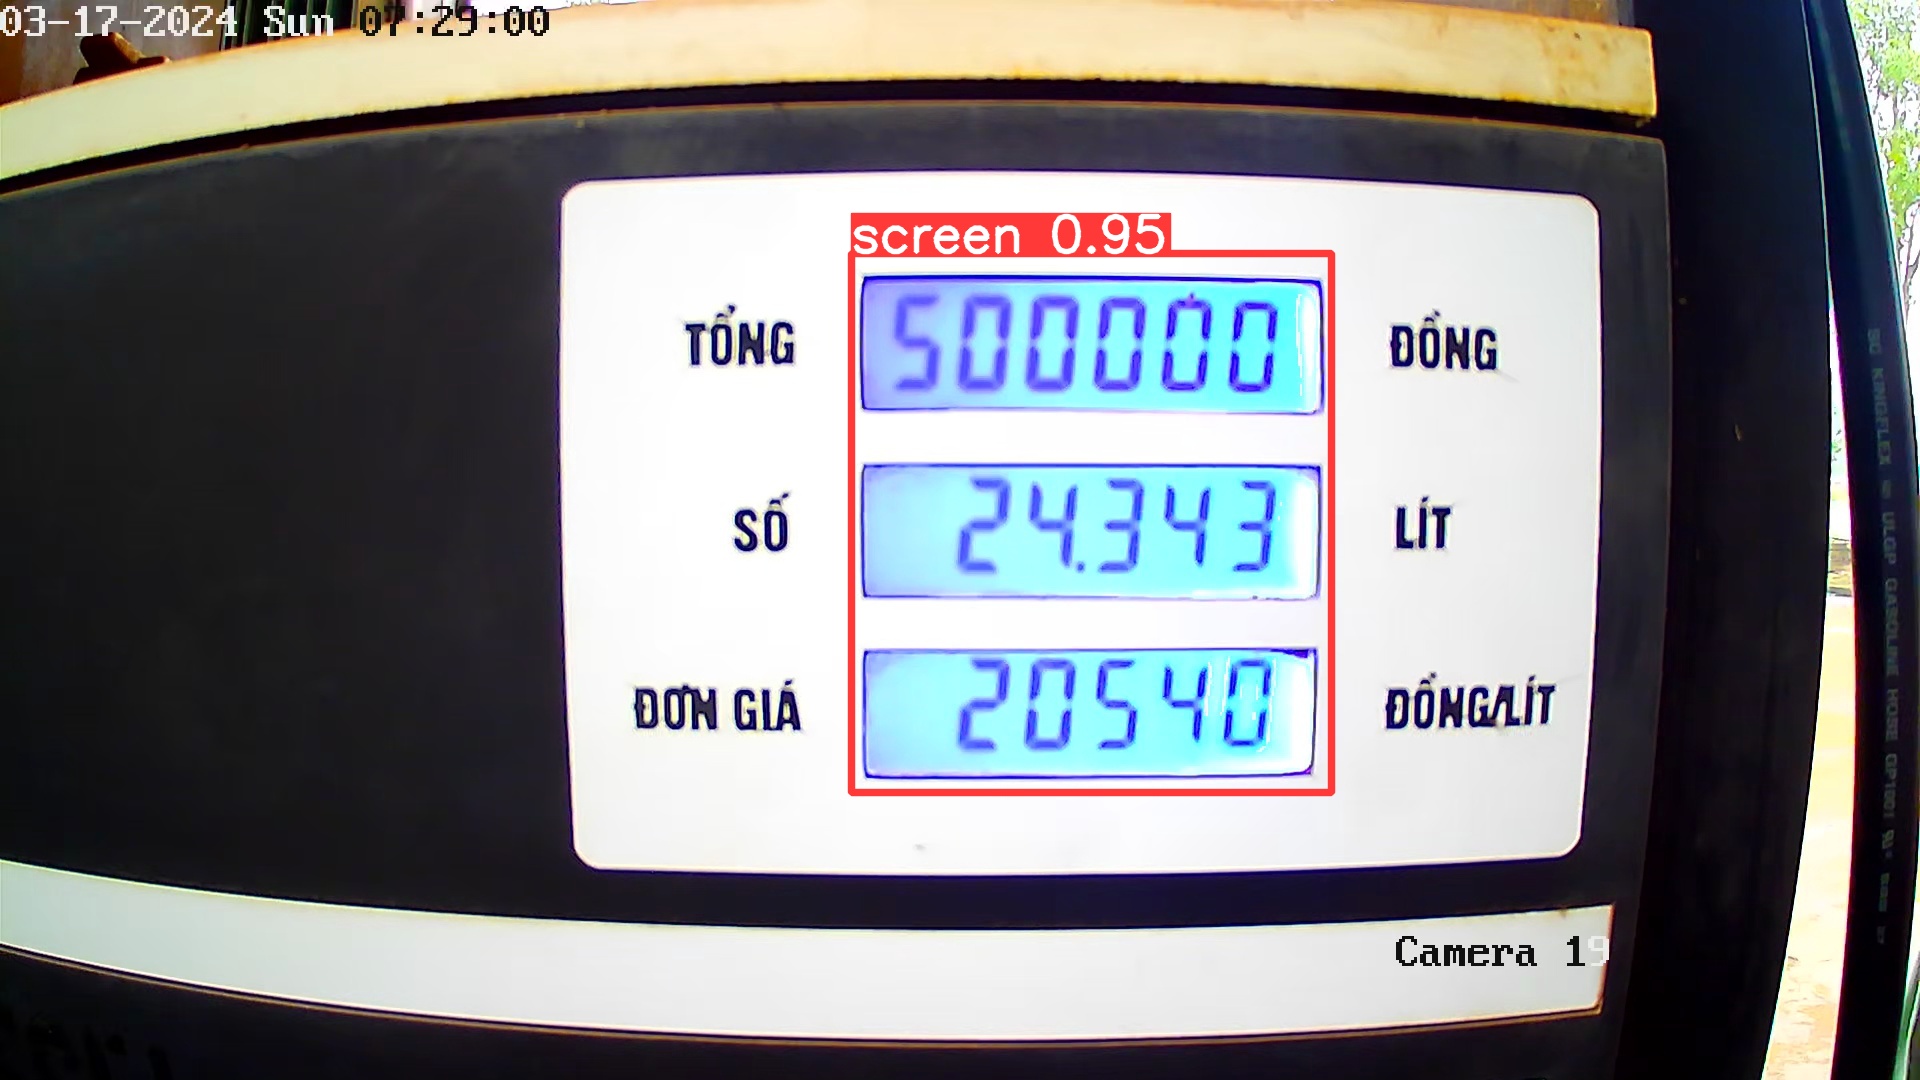 03-17-2024 Sun 07:29:00
screen 0.95
TỔNG 500000 ĐỒNG
SỐ 24.343 LÍT
ĐƠN GIÁ 20540 ĐỒNG/LÍT
Camera 19